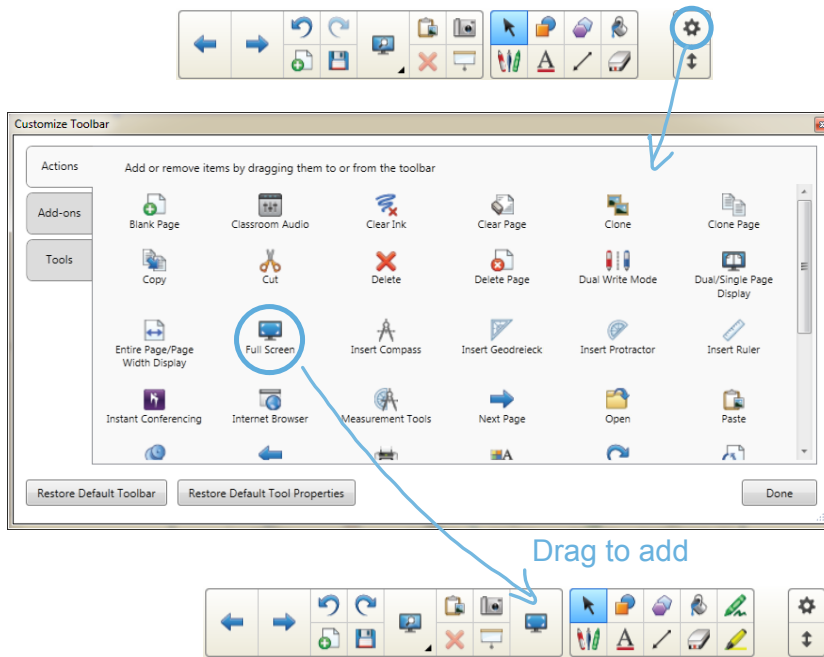 Customize Toolbar
Actions
Add or remove items by dragging them to or from the toolbar
Add-ons
Tools
Blank Page
Classroom Audio
Clear Ink
Clear Page
Clone
Clone Page
Copy
Cut
Delete
Delete Page
Dual Write Mode
Dual/Single Page
Display
Entire Page/Page
Width Display
Full Screen
Insert Compass
Insert Geodreieck
Insert Protractor
Insert Ruler
Instant Conferencing
Internet Browser
Measurement Tools
Next Page
Open
Paste
Restore Default Toolbar
Restore Default Tool Properties
Done
Drag to add